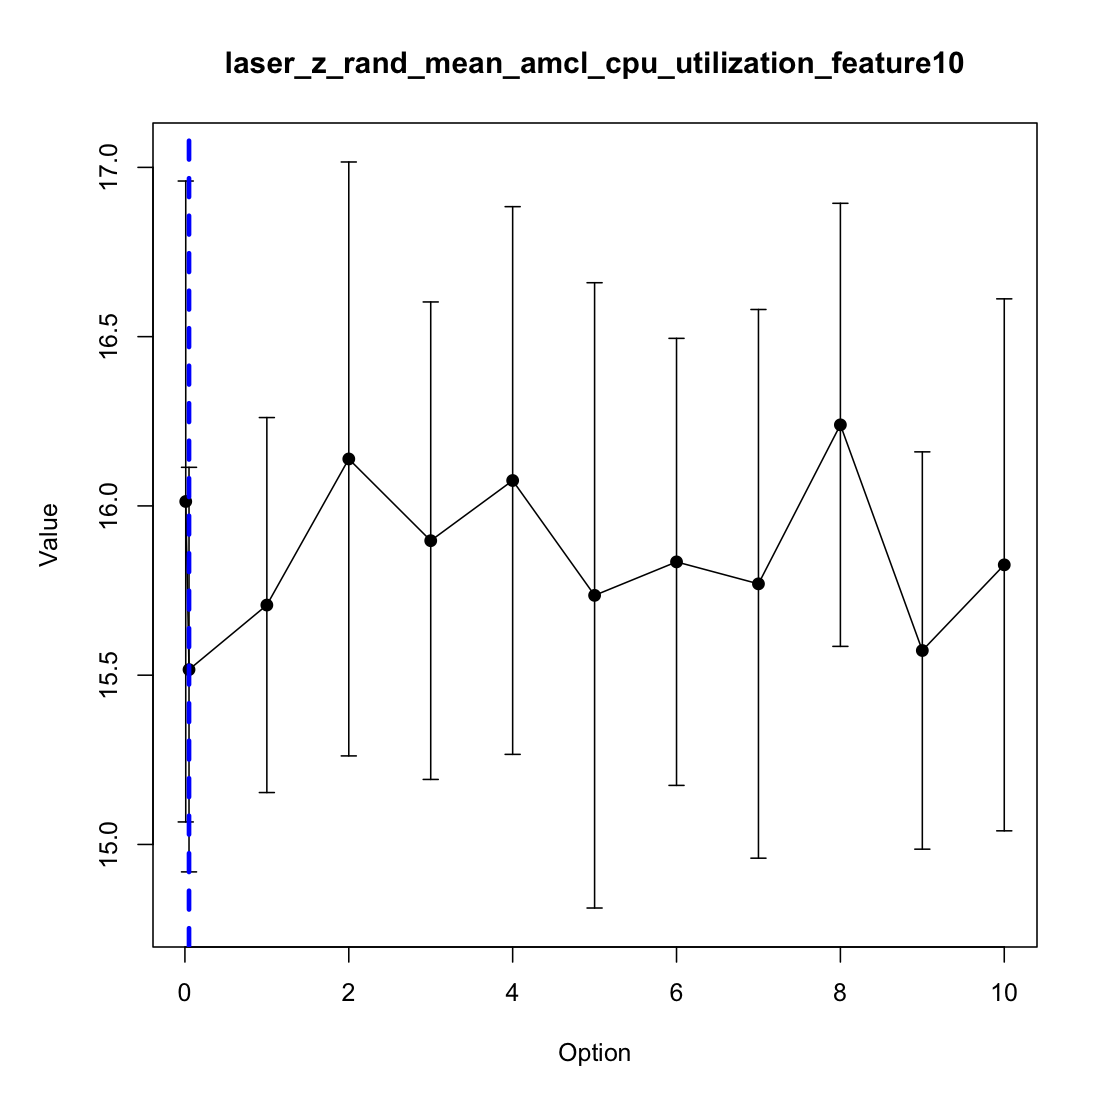 laser_z_rand_mean_amcl_cpu_utilization_feature10
17.0
16.5
16.0
15.5
15.0
Value
0 2 4 6 8 10
Option